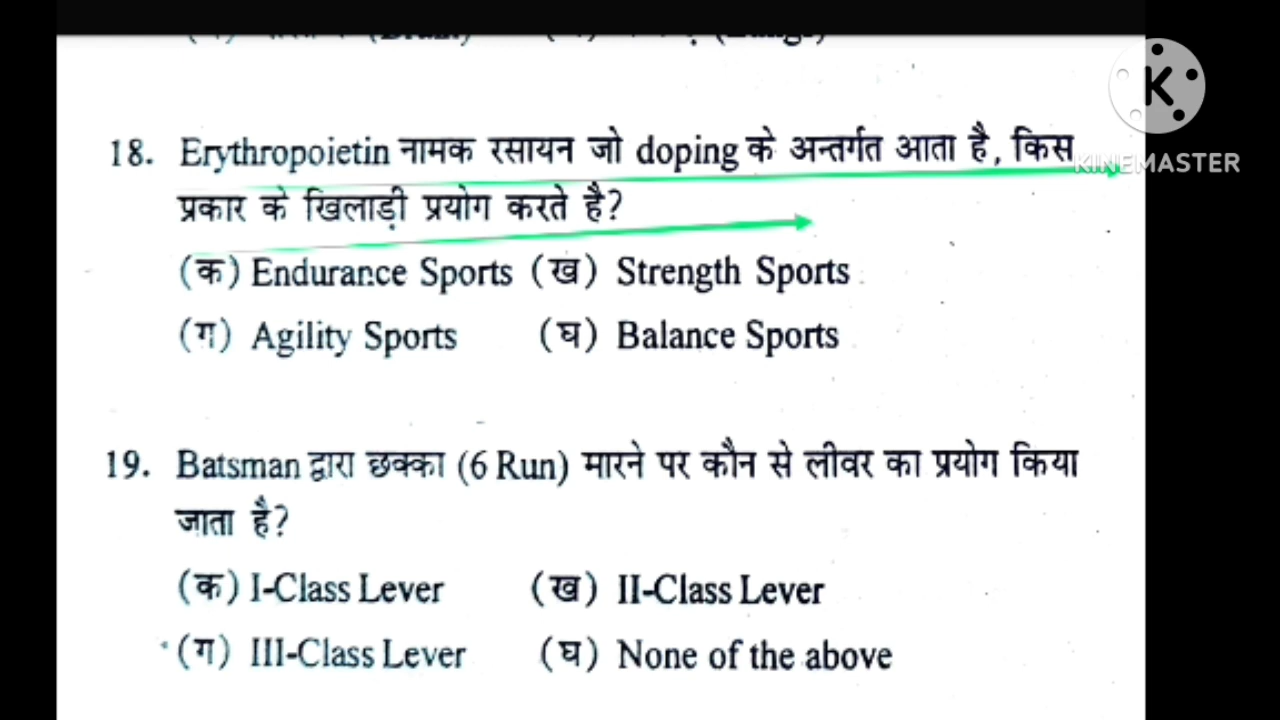 18. Erythropoietin नामक रसायन जो doping के अन्तर्गत आता है, किस
प्रकार के खिलाड़ी प्रयोग करते है?
(क) Endurance Sports (ख) Strength Sports
(ग) Agility Sports (घ) Balance Sports
19. Batsman द्वारा छक्का (6 Run) मारने पर कौन से लीवर का प्रयोग किया
जाता है?
(क) I-Class Lever (ख) II-Class Lever
(ग) III-Class Lever (घ) None of the above
K
KINEMASTER